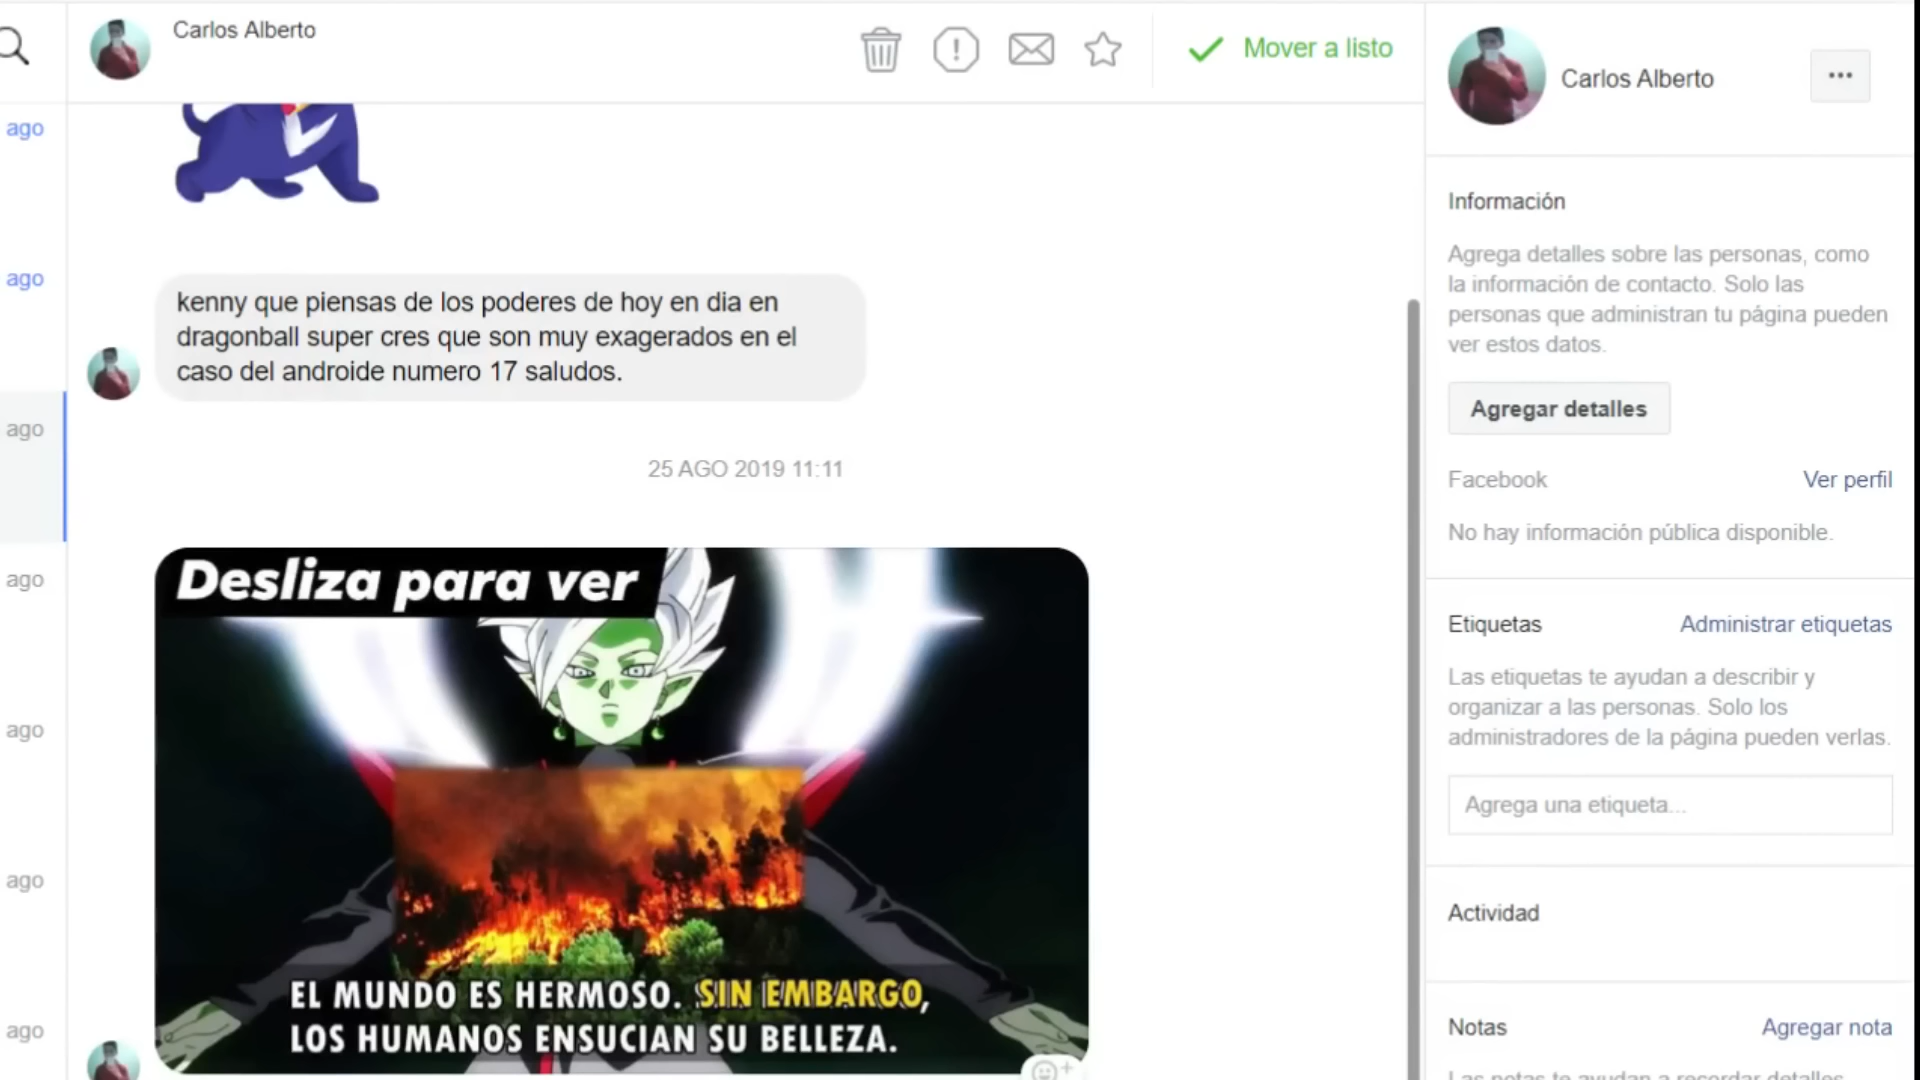 Carlos Alberto
Mover a listo
ago
ago
ago
ago
ago
ago
ago
kenny que piensas de los poderes de hoy en dia en
dragonball super cres que son muy exagerados en el
caso del androide numero 17 saludos.
25 AGO 2019 11:11
Desliza para ver
EL MUNDO ES HERMOSO. SIN EMBARGO,
LOS HUMANOS ENSUCIAN SU BELLEZA.
Carlos Alberto
Información
Agrega detalles sobre las personas, como
la información de contacto. Solo las
personas que administran tu página pueden
ver estos datos.
Agregar detalles
Facebook
Ver perfil
No hay información pública disponible.
Etiquetas
Administrar etiquetas
Las etiquetas te ayudan a describir y
organizar a las personas. Solo los
administradores de la página pueden verlas.
Agrega una etiqueta...
Actividad
Notas
Agregar nota
Las notas te ayudan a recordar detalles